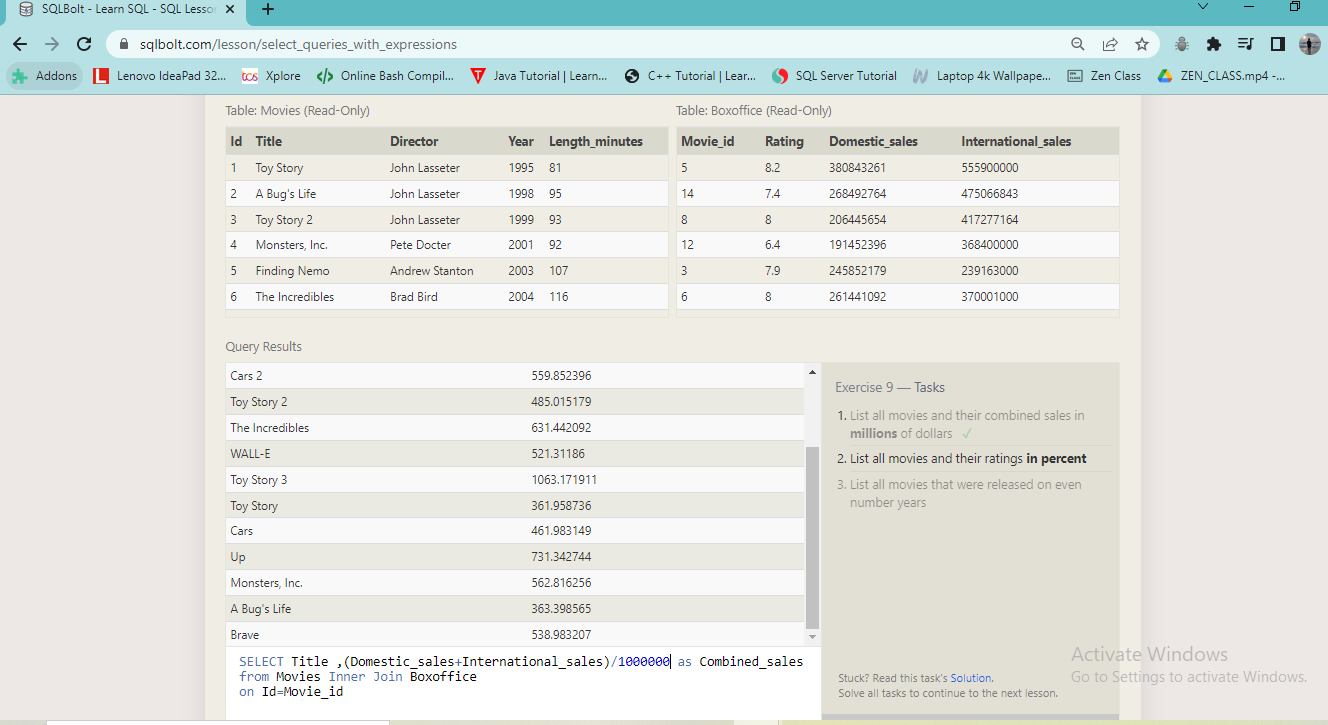 SQLBolt - Learn SQL - SQL Lesso
sqlbolt.com/lesson/select_queries_with_expressions
Addons Lenovo IdeaPad 32... tcs Xplore Online Bash Compil... Java Tutorial | Learn... C++ Tutorial | Lear... SQL Server Tutorial Laptop 4k Wallpape... Zen Class ZEN_CLASS.mp4 -...
Table: Movies (Read-Only)
Id Title Director Year Length_minutes
1 Toy Story John Lasseter 1995 81
2 A Bug's Life John Lasseter 1998 95
3 Toy Story 2 John Lasseter 1999 93
4 Monsters, Inc. Pete Docter 2001 92
5 Finding Nemo Andrew Stanton 2003 107
6 The Incredibles Brad Bird 2004 116
Table: Boxoffice (Read-Only)
Movie_id Rating Domestic_sales International_sales
5 8.2 380843261 555900000
14 7.4 268492764 475066843
8 8 206445654 417277164
12 6.4 191452396 368400000
3 7.9 245852179 239163000
6 8 261441092 370001000
Query Results
Cars 2 559.852396
Toy Story 2 485.015179
The Incredibles 631.442092
WALL-E 521.31186
Toy Story 3 1063.171911
Toy Story 361.958736
Cars 461.983149
Up 731.342744
Monsters, Inc. 562.816256
A Bug's Life 363.398565
Brave 538.983207
SELECT Title ,(Domestic_sales+International_sales)/1000000 as Combined_sales
from Movies Inner Join Boxoffice
on Id=Movie_id
Exercise 9 — Tasks
1. List all movies and their combined sales in
millions of dollars ✓
2. List all movies and their ratings in percent
3. List all movies that were released on even
number years
Stuck? Read this task's Solution.
Solve all tasks to continue to the next lesson.
Activate Windows
Go to Settings to activate Windows.